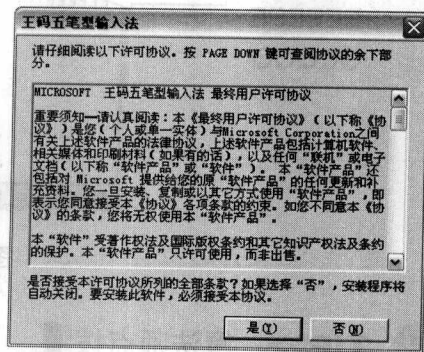 王码五笔型输入法
请仔细阅读以下许可协议。按 PAGE DOWN 键可查阅协议的余下部
分。
MICROSOFT 王码五笔型输入法 最终用户许可协议
重要须知—请认真阅读：本《最终用户许可协议》（以下称《协
议》）是您（个人或单一实体）与Microsoft Corporation之间
有关上述软件产品的法律协议，上述软件产品包括计算机软件、
相关媒体和印刷材料（如果有的话），以及任何“联机”或电子
文档（以下称“软件产品”或“软件”）。 本“软件产品”还
包括对 Microsoft 提供给您的原“软件产品”的任何更新和补
充资料。您一旦安装、复制或以其它方式使用“软件产品”，即
表示您同意接受本《协议》各项条款的约束。如您不同意本《协
议》的条款，您将无权使用本“软件产品”。
本“软件”受著作权法及国际版权条约和其它知识产权法及条约
的保护。本“软件产品”只许可使用，而非出售。
是否接受本许可协议所列的全部条款？如果选择“否”，安装程序将
自动关闭。要安装此软件，必须接受本协议。
是(Y) 否(N)